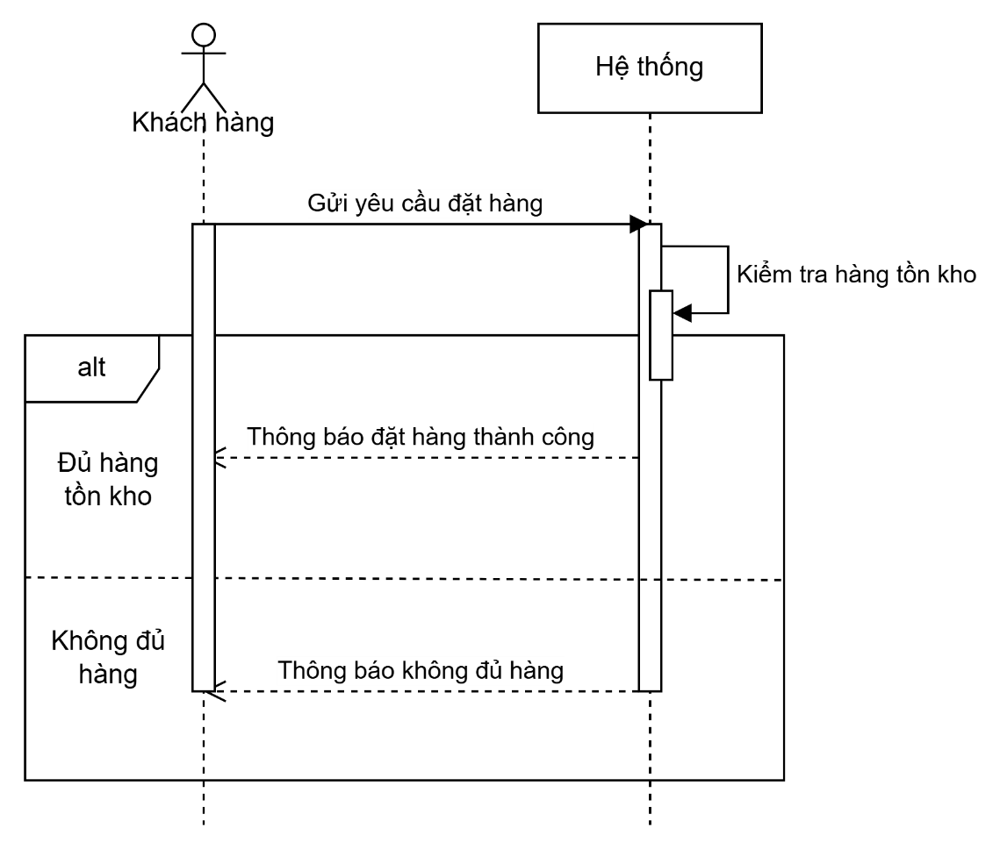 Khách hàng
Hệ thống
Gửi yêu cầu đặt hàng
Kiểm tra hàng tồn kho
alt
Thông báo đặt hàng thành công
Đủ hàng
tồn kho
Không đủ
hàng
Thông báo không đủ hàng